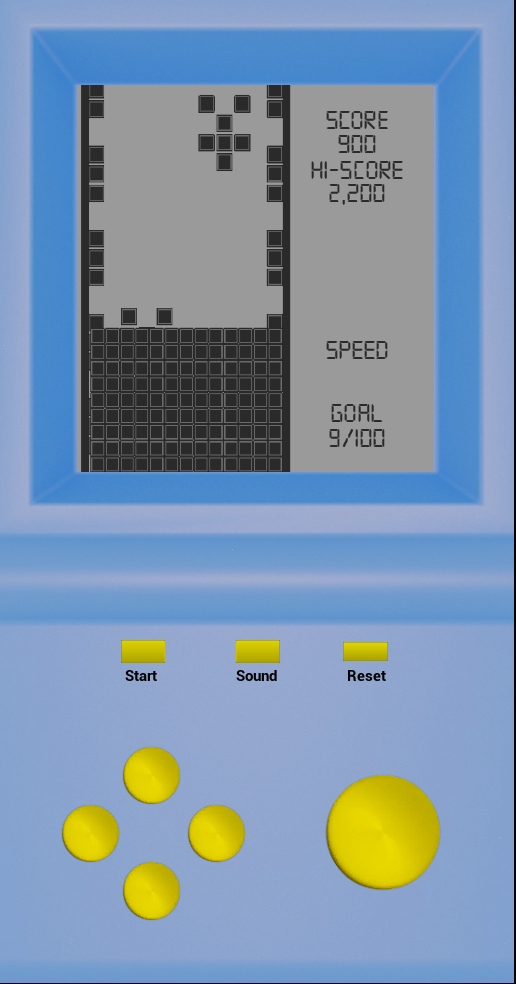 SCORE
900
HI-SCORE
2,200
SPEED
GOAL
9/100
Start Sound Reset